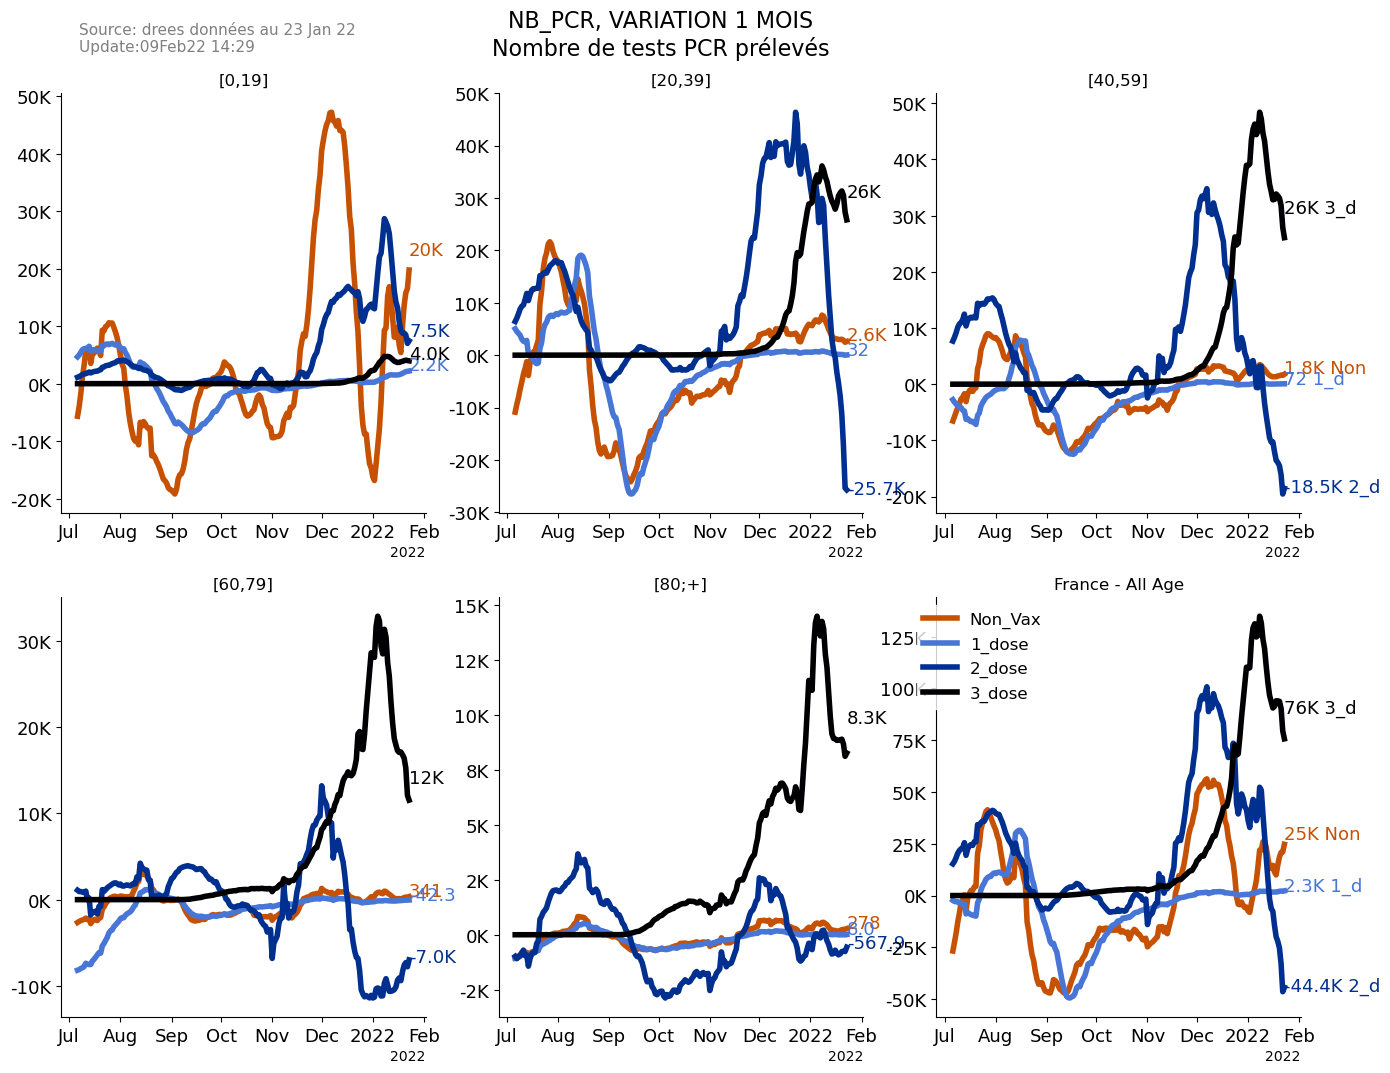 Source: drees données au 23 Jan 22
Update:09Feb22 14:29
NB_PCR, VARIATION 1 MOIS
Nombre de tests PCR prélevés
[0,19]
50K
40K
30K
20K
10K
0K
-10K
-20K
20K
7.5K
4.0K
2.2K
Jul Aug Sep Oct Nov Dec 2022 Feb
2022
[20,39]
50K
40K
30K
20K
10K
0K
-10K
-20K
-30K
26K
2.6K
32
-25.7K
Jul Aug Sep Oct Nov Dec 2022 Feb
2022
[40,59]
50K
40K
30K
20K
10K
0K
-10K
-20K
26K 3_d
1.8K Non
72 1_d
-18.5K 2_d
Jul Aug Sep Oct Nov Dec 2022 Feb
2022
[60,79]
30K
20K
10K
0K
-10K
12K
341
-42.3
-7.0K
Jul Aug Sep Oct Nov Dec 2022 Feb
2022
[80;+]
15K
12K
10K
8K
5K
2K
0K
-2K
8.3K
278
8.0
-567.9
Jul Aug Sep Oct Nov Dec 2022 Feb
2022
France - All Age
Non_Vax
1_dose
2_dose
3_dose
125K
100K
75K
50K
25K
0K
-25K
-50K
76K 3_d
25K Non
2.3K 1_d
-44.4K 2_d
Jul Aug Sep Oct Nov Dec 2022 Feb
2022